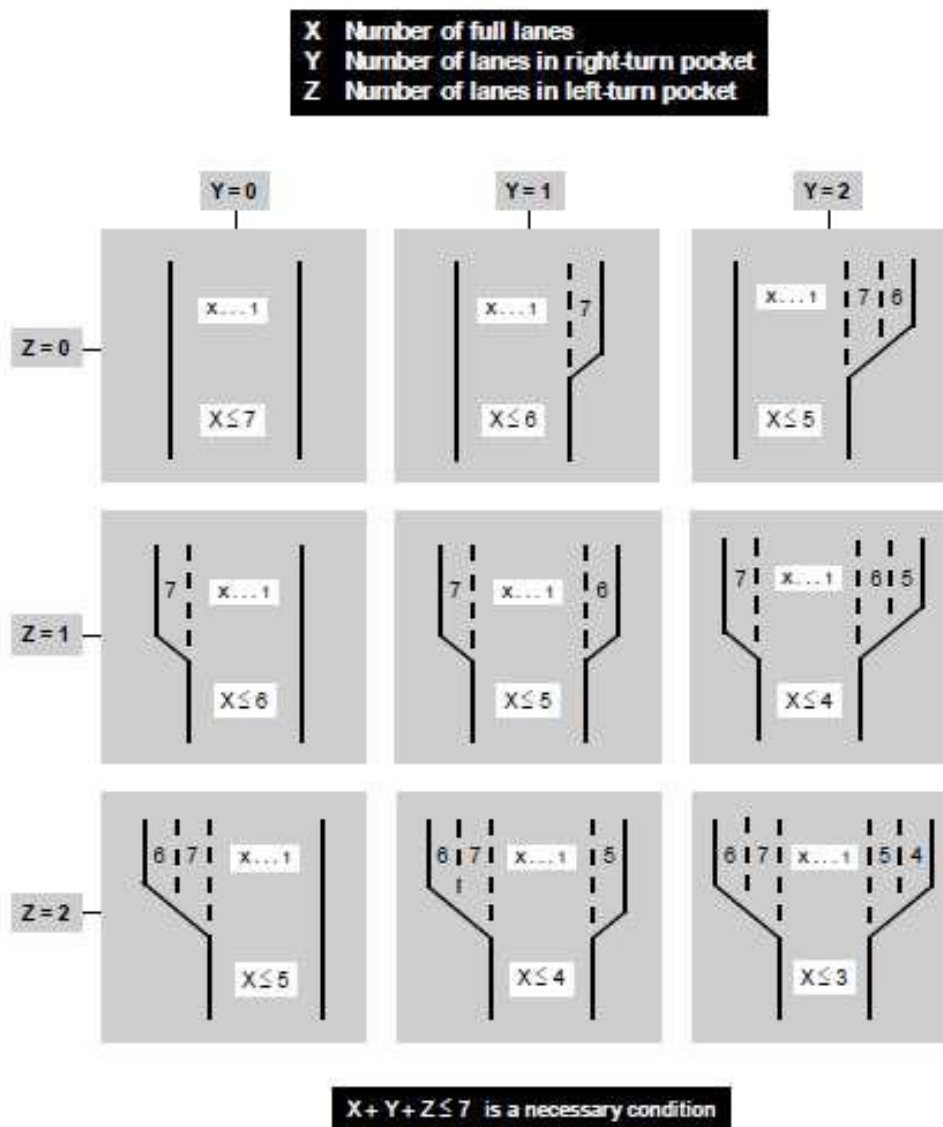 X Number of full lanes
Y Number of lanes in right-turn pocket
Z Number of lanes in left-turn pocket
Y = 0
Y = 1
Y = 2
Z = 0
X...1
X ≤ 7
X...1 7
X ≤ 6
X...1 7 6
X ≤ 5
Z = 1
7 X...1
X ≤ 6
7 X...1 6
X ≤ 5
7 X...1 6 5
X ≤ 4
Z = 2
6 7 X...1
X ≤ 5
6 7 X...1 5
X ≤ 4
6 7 X...1 5 4
X ≤ 3
X + Y + Z ≤ 7 is a necessary condition